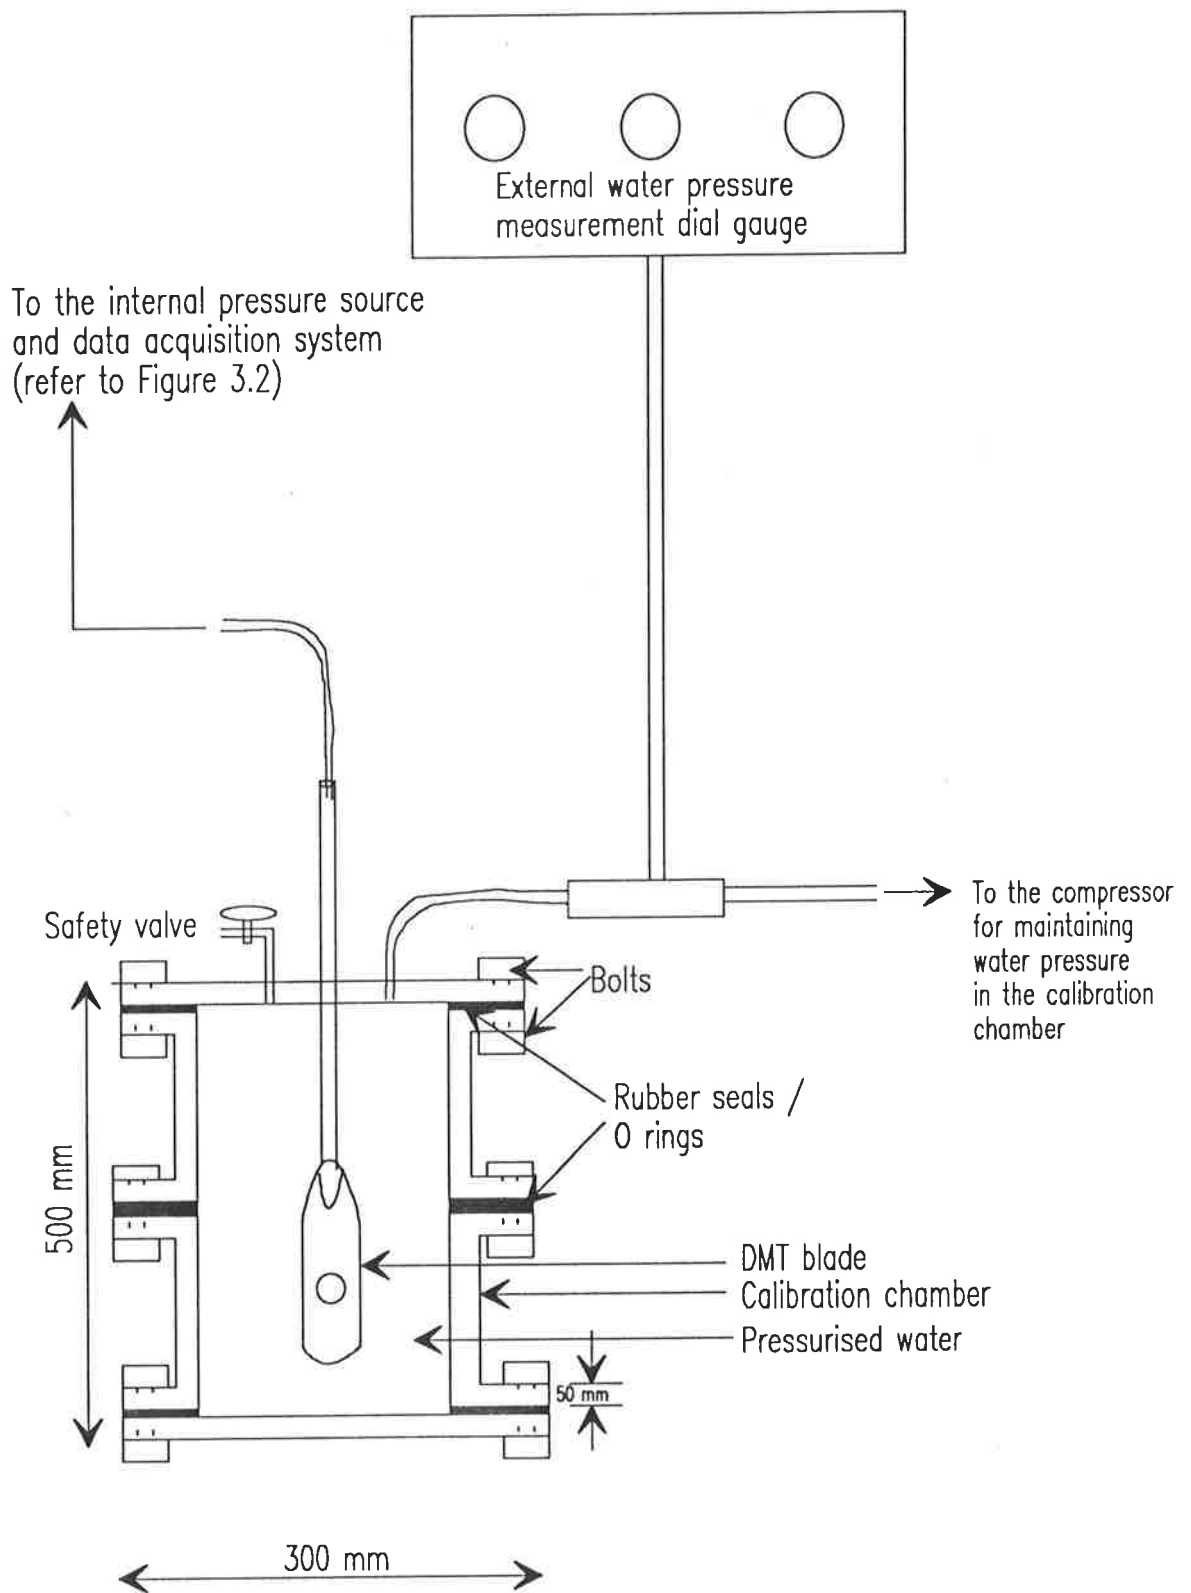 External water pressure
measurement dial gauge
To the internal pressure source
and data acquisition system
(refer to Figure 3.2)
Safety valve
To the compressor
for maintaining
water pressure
in the calibration
chamber
Bolts
Rubber seals /
O rings
500 mm
DMT blade
Calibration chamber
Pressurised water
50 mm
300 mm